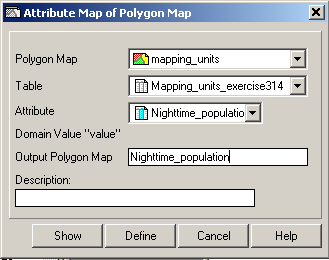 Attribute Map of Polygon Map
Polygon Map mapping_units
Table Mapping_units_exercise314
Attribute Nighttime_populatio
Domain Value "value"
Output Polygon Map Nighttime_population
Description:
Show Define Cancel Help